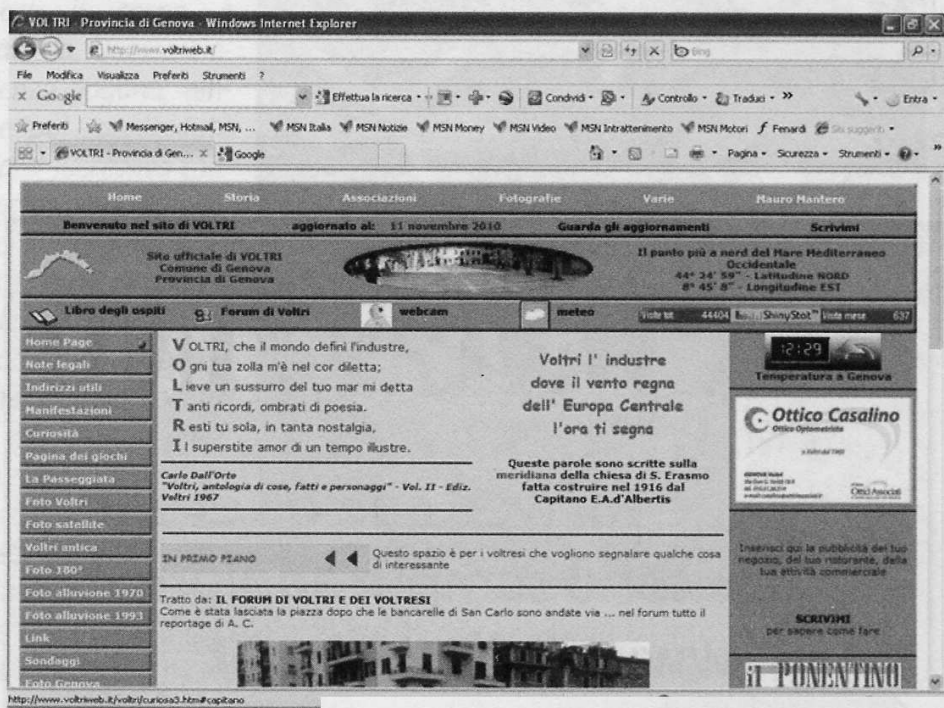 VOLTRI - Provincia di Genova - Windows Internet Explorer
http://www.voltriweb.it/
bing
File Modifica Visualizza Preferiti Strumenti ?
x Google Effettua la ricerca Condividi Controllo Traduci >> Entra
Preferiti Messenger, Hotmail, MSN, ... MSN Italia MSN Notizie MSN Money MSN Video MSN Intrattenimento MSN Motori Fenardi Siti suggeriti
VOLTRI - Provincia di Gen... x Google Pagina Sicurezza Strumenti >>
Home Storia Associazioni Fotografie Varie Mauro Mantero
Benvenuto nel sito di VOLTRI aggiornato al: 11 novembre 2010 Guarda gli aggiornamenti Scrivimi
Sito ufficiale di VOLTRI
Comune di Genova
Provincia di Genova
Il punto più a nord del Mare Mediterraneo
Occidentale
44° 24' 59" - Latitudine NORD
8° 45' 8" - Longitudine EST
Libro degli ospiti Forum di Voltri webcam meteo Visite tot 44404 ShinyStat™ Visite mese 637
Home Page
Note legali
Indirizzi utili
Manifestazioni
Curiosità
Pagina dei giochi
La Passeggiata
Foto Voltri
Foto satellite
Voltri antica
Foto 180°
Foto alluvione 1970
Foto alluvione 1993
Link
Sondaggi
Foto Genova
V OLTRI, che il mondo definì l'industre,
O gni tua zolla m'è nel cor diletta;
L ieve un sussurro del tuo mar mi detta
T anti ricordi, ombrati di poesia.
R esti tu sola, in tanta nostalgia,
I l superstite amor di un tempo illustre.
Carlo Dall'Orto
"Voltri, antologia di cose, fatti e personaggi" - Vol. II - Ediz.
Voltri 1967
Voltri l' industre
dove il vento regna
dell' Europa Centrale
l'ora ti segna
Queste parole sono scritte sulla
meridiana della chiesa di S. Erasmo
fatta costruire nel 1916 dal
Capitano E.A.d'Albertis
IN PRIMO PIANO
Questo spazio è per i voltresi che vogliono segnalare qualche cosa
di interessante
Tratto da: IL FORUM DI VOLTRI E DEI VOLTRESI
Come è stata lasciata la piazza dopo che le bancarelle di San Carlo sono andate via ... nel forum tutto il
reportage di A. C.
12:29
Temperatura a Genova
Ottico Casalino
Ottico Optometrista
Ottici Associati
Inserisci qui la pubblicità del tuo
negozio, del tuo ristorante, della
tua attività commerciale
SCRIVIMI
per sapere come fare
il PONENTINO
http://www.voltriweb.it/voltri/curiosa3.htm#capitano